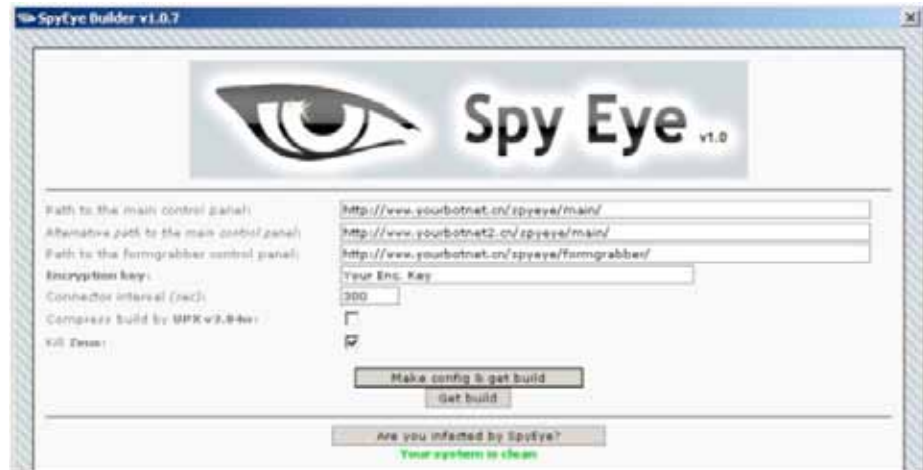 SpyEye Builder v1.0.7
Spy Eye v1.0
Path to the main control panel: http://www.yourbotnet.cn/spyeye/main/
Alternative path to the main control panel: http://www.yourbotnet2.cn/spyeye/main/
Path to the formgrabber control panel: http://www.yourbotnet.cn/spyeye/formgrabber/
Encryption key: Your Enc. Key
Connector interval (sec): 300
Compress build by UPX v3.04w:
Kill Zeus:
Make config & get build
Get build
Are you infected by SpyEye?
Your system is clean